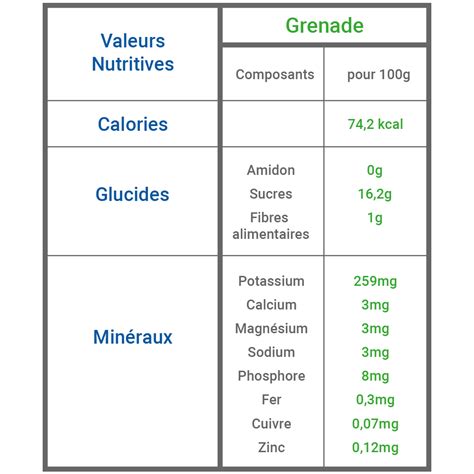 Valeurs
Nutritives
Grenade
Composants pour 100g
Calories 74,2 kcal
Glucides
Amidon 0g
Sucres 16,2g
Fibres 1g
alimentaires
Minéraux
Potassium 259mg
Calcium 3mg
Magnésium 3mg
Sodium 3mg
Phosphore 8mg
Fer 0,3mg
Cuivre 0,07mg
Zinc 0,12mg